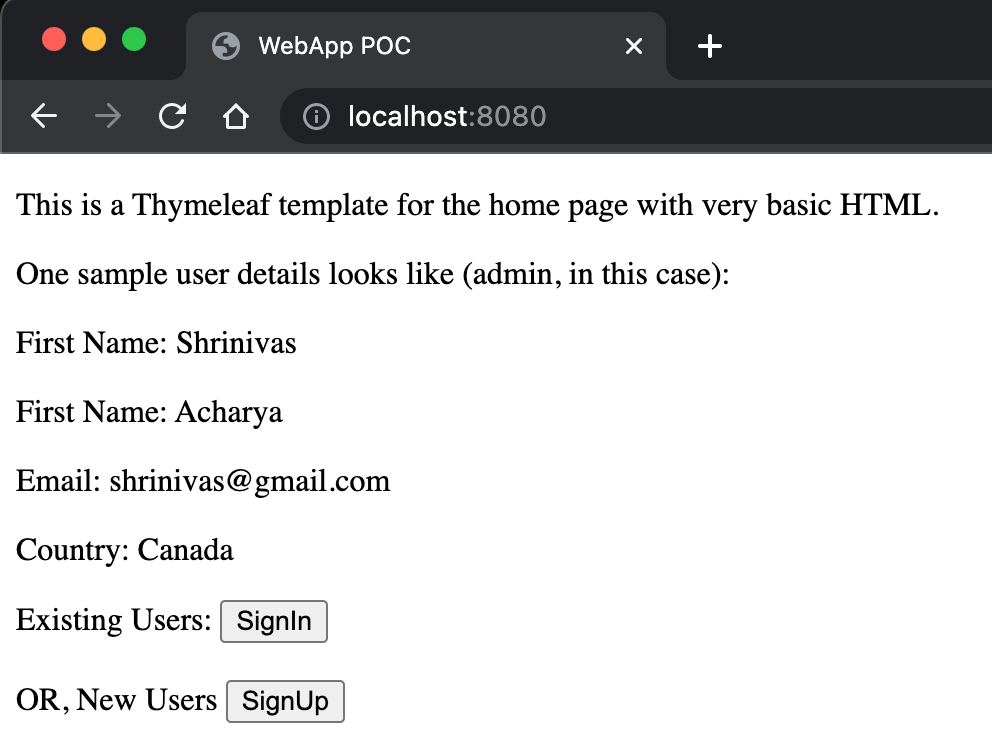 WebApp POC
localhost:8080
This is a Thymeleaf template for the home page with very basic HTML.
One sample user details looks like (admin, in this case):
First Name: Shrinivas
First Name: Acharya
Email: shrinivas@gmail.com
Country: Canada
Existing Users: SignIn
OR, New Users SignUp